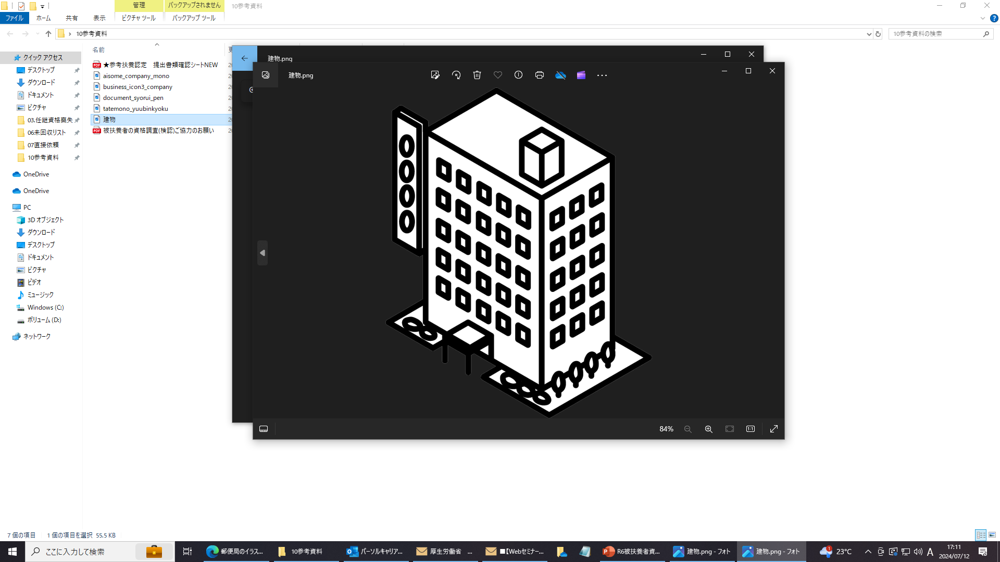 管理
バックアップされません
10参考資料
ファイル
ホーム
共有
表示
ピクチャ ツール
バックアップ ツール
10参考資料
10参考資料の検索
名前
クイック アクセス
デスクトップ
ダウンロード
ドキュメント
ピクチャ
03.任継資格喪失
06未回収リスト
07直接依頼
10参考資料
OneDrive
OneDrive
PC
3D オブジェクト
ダウンロード
デスクトップ
ドキュメント
ピクチャ
ビデオ
ミュージック
Windows (C:)
ボリューム (D:)
ネットワーク
PDF ★参考扶養認定　提出書類確認シートNEW
aisome_company_mono
business_icon3_company
document_syorui_pen
tatemono_yuubinkyoku
建物
PDF 被扶養者の資格調査(検認)ご協力のお願い
建物.png
建物.png
84%
1:1
7 個の項目
1 個の項目を選択 55.5 KB
ここに入力して検索
郵便局のイラス...
10参考資料
パーソルキャリア...
厚生労働省 ...
■【Webセミナー...
R6被扶養者資...
建物.png - フォト
建物.png - フォト
1
23°C
A
17:11
2024/07/12